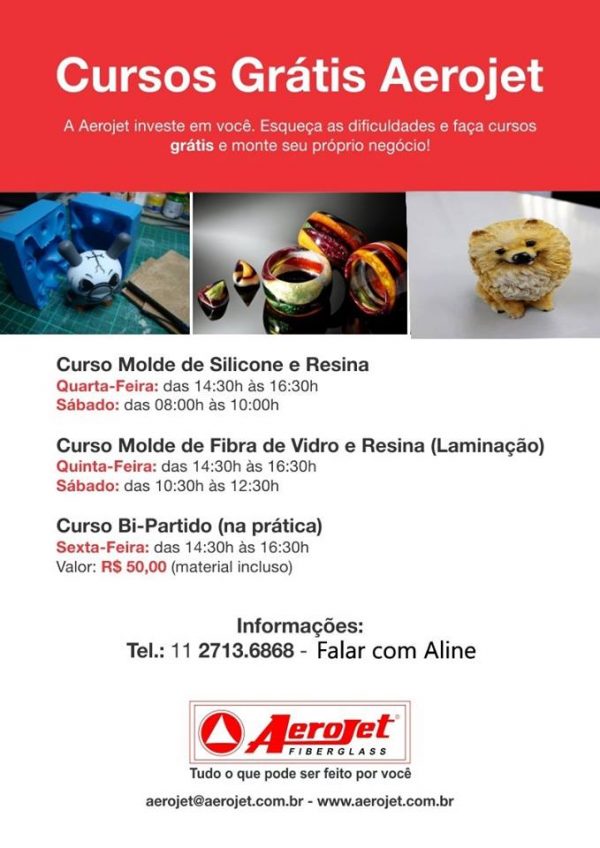 Cursos Grátis Aerojet
A Aerojet investe em você. Esqueça as dificuldades e faça cursos
grátis e monte seu próprio negócio!
Curso Molde de Silicone e Resina
Quarta-Feira: das 14:30h às 16:30h
Sábado: das 08:00h às 10:00h
Curso Molde de Fibra de Vidro e Resina (Laminação)
Quinta-Feira: das 14:30h às 16:30h
Sábado: das 10:30h às 12:30h
Curso Bi-Partido (na prática)
Sexta-Feira: das 14:30h às 16:30h
Valor: R$ 50,00 (material incluso)
Informações:
Tel.: 11 2713.6868 - Falar com Aline
AEROJET®
FIBERGLASS
Tudo o que pode ser feito por você
aerojet@aerojet.com.br - www.aerojet.com.br